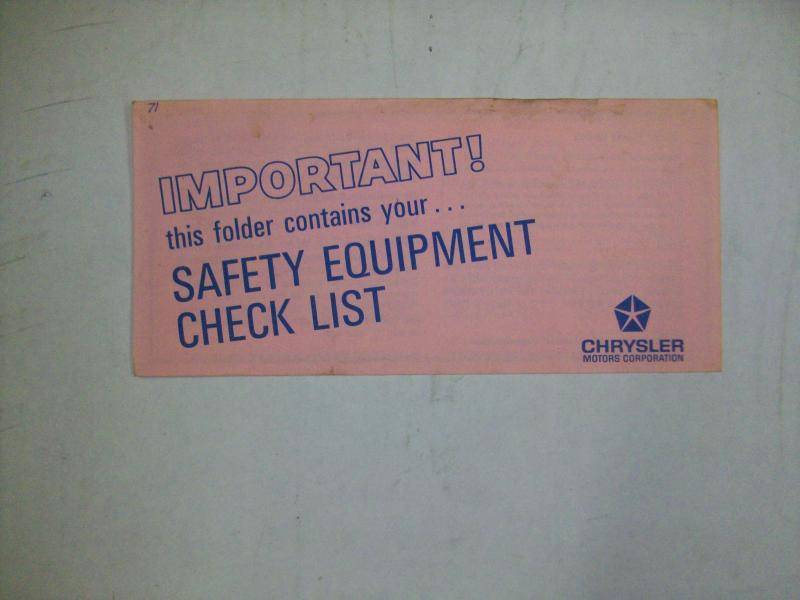 71
IMPORTANT!
this folder contains your...
SAFETY EQUIPMENT
CHECK LIST
CHRYSLER
MOTORS CORPORATION